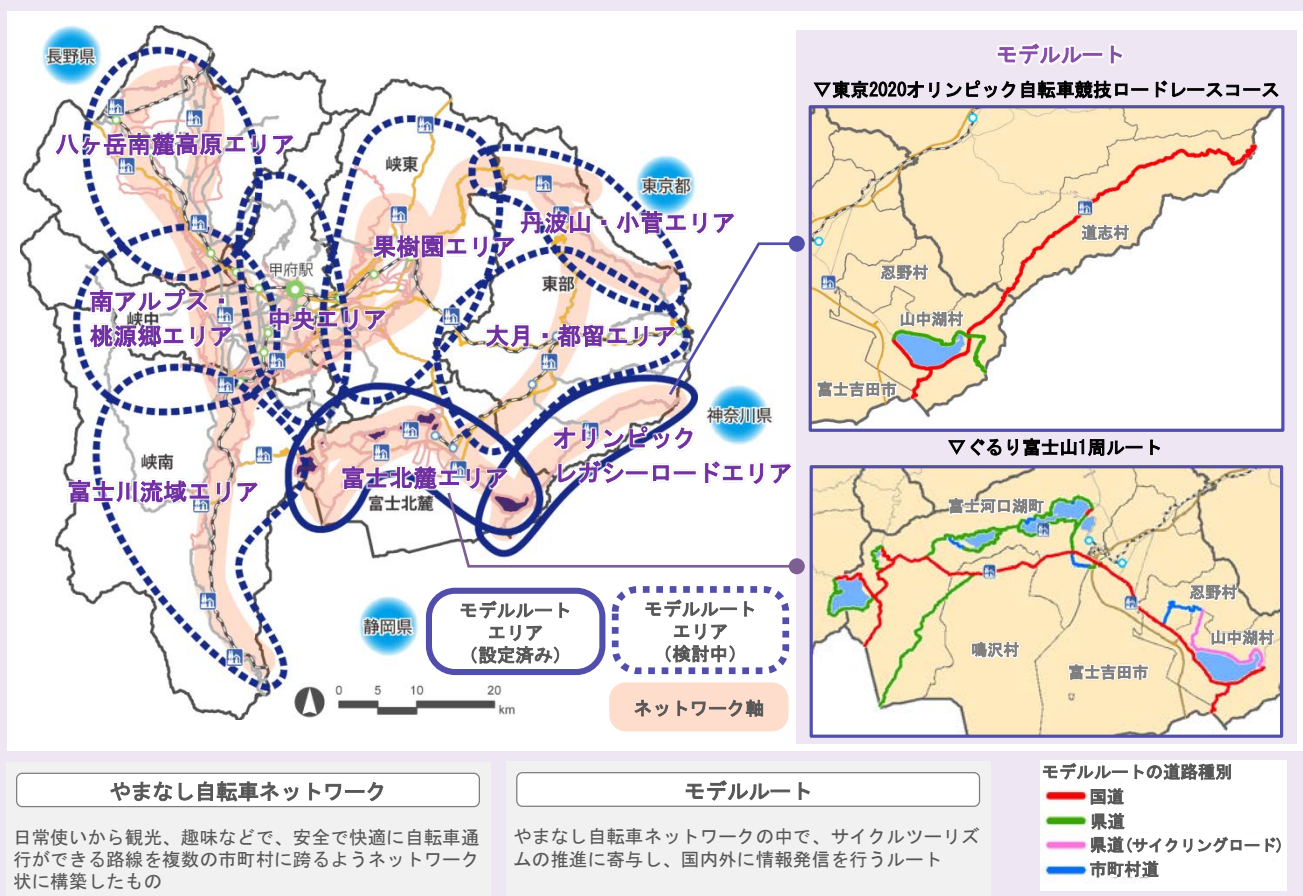 長野県
八ヶ岳南麓高原エリア
峡東
東京都
丹波山・小菅エリア
果樹園エリア
甲府駅
東部
南アルプス・
峡中
桃源郷エリア
中央エリア
大月・都留エリア
神奈川県
オリンピック
レガシーロードエリア
峡南
富士川流域エリア
富士北麓エリア
富士北麓
静岡県
モデルルート
エリア
(設定済み)
モデルルート
エリア
(検討中)
ネットワーク軸
0 5 10 20
km
モデルルート
▽東京2020オリンピック自転車競技ロードレースコース
道志村
忍野村
山中湖村
富士吉田市
▽ぐるり富士山1周ルート
富士河口湖町
忍野村
山中湖村
鳴沢村
富士吉田市
やまなし自転車ネットワーク
日常使いから観光、趣味などで、安全で快適に自転車通
行ができる路線を複数の市町村に跨るようネットワーク
状に構築したもの
モデルルート
やまなし自転車ネットワークの中で、サイクルツーリズ
ムの推進に寄与し、国内外に情報発信を行うルート
モデルルートの道路種別
国道
県道
県道(サイクリングロード)
市町村道